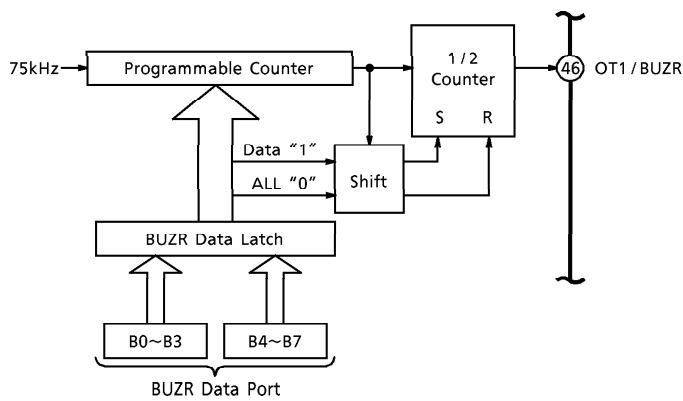 75kHz
Programmable Counter
1/2
Counter
S R
46
OT1/BUZR
Data "1"
ALL "0"
Shift
BUZR Data Latch
B0~B3
B4~B7
BUZR Data Port